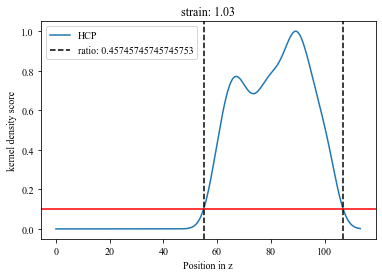 strain: 1.03
1.0
HCP
ratio: 0.45745745745745753
0.8
0.6
0.4
0.2
0.0
kernel density score
0 20 40 60 80 100
Position in z